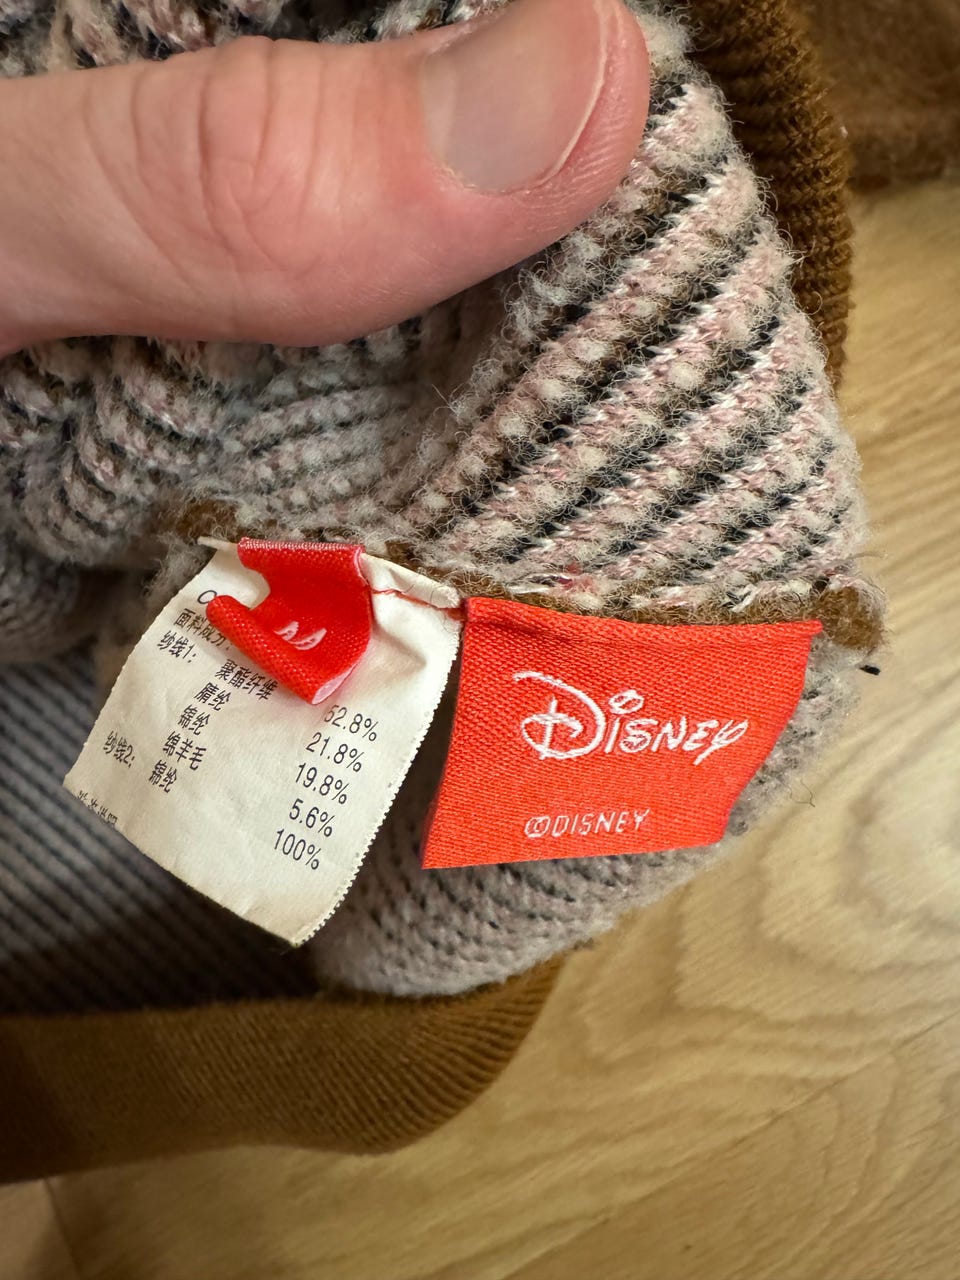 面料成分:
纱线1:
聚酯纤维 52.8%
腈纶 21.8%
锦纶 19.8%
绵羊毛 5.6%
纱线2:
锦纶 100%
M
Disney
©DISNEY